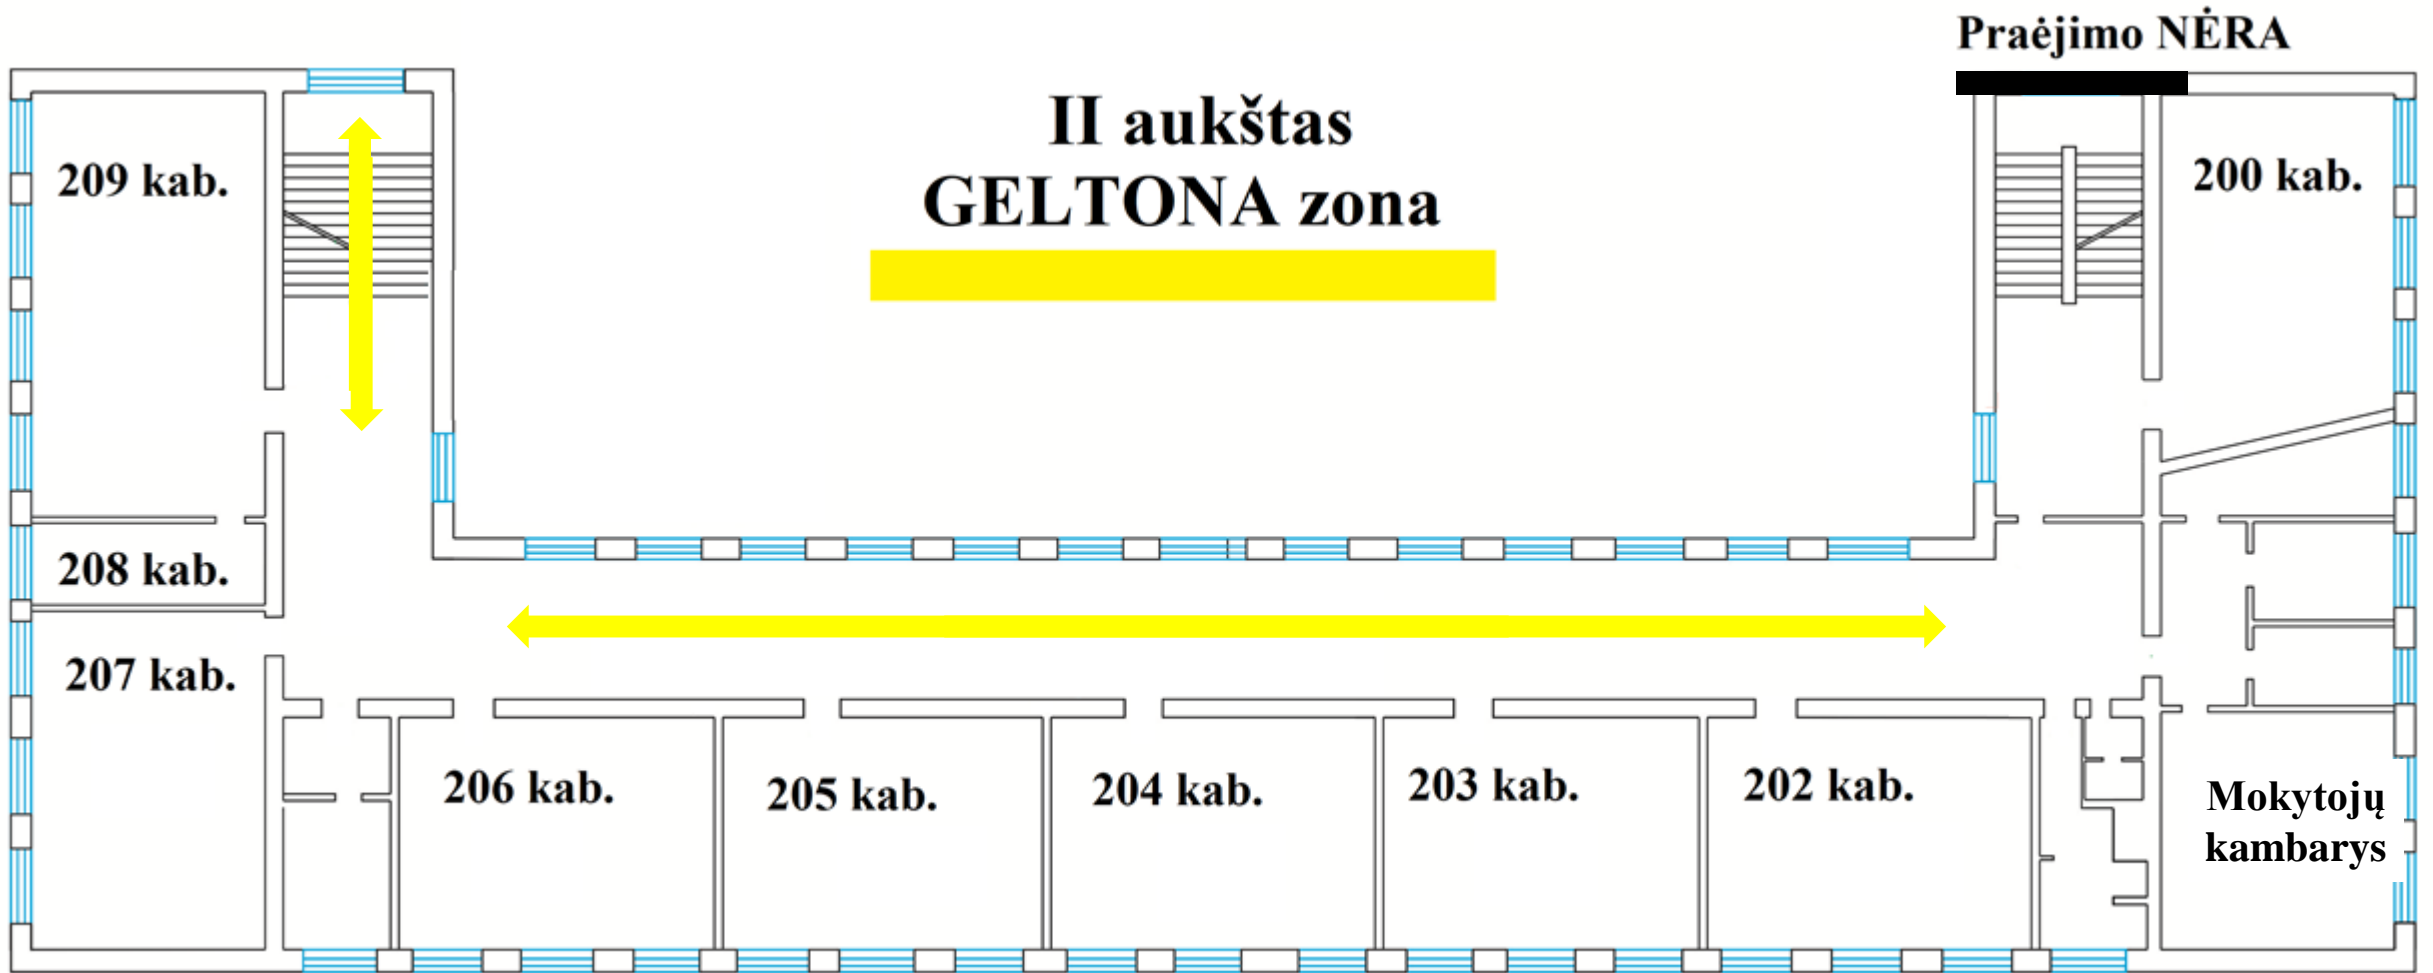 Praėjimo NĖRA
II aukštas
GELTONA zona
209 kab.
200 kab.
208 kab.
207 kab.
206 kab.
205 kab.
204 kab.
203 kab.
202 kab.
Mokytojų
kambarys